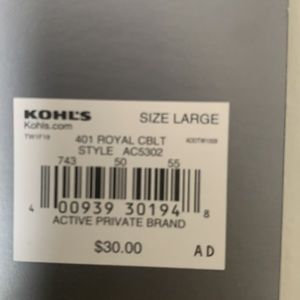 KOHL'S SIZE LARGE
Kohls.com
401 ROYAL CBLT
STYLE AC5302
743 50 55
4 00939 30194 8
ACTIVE PRIVATE BRAND
$30.00 AD